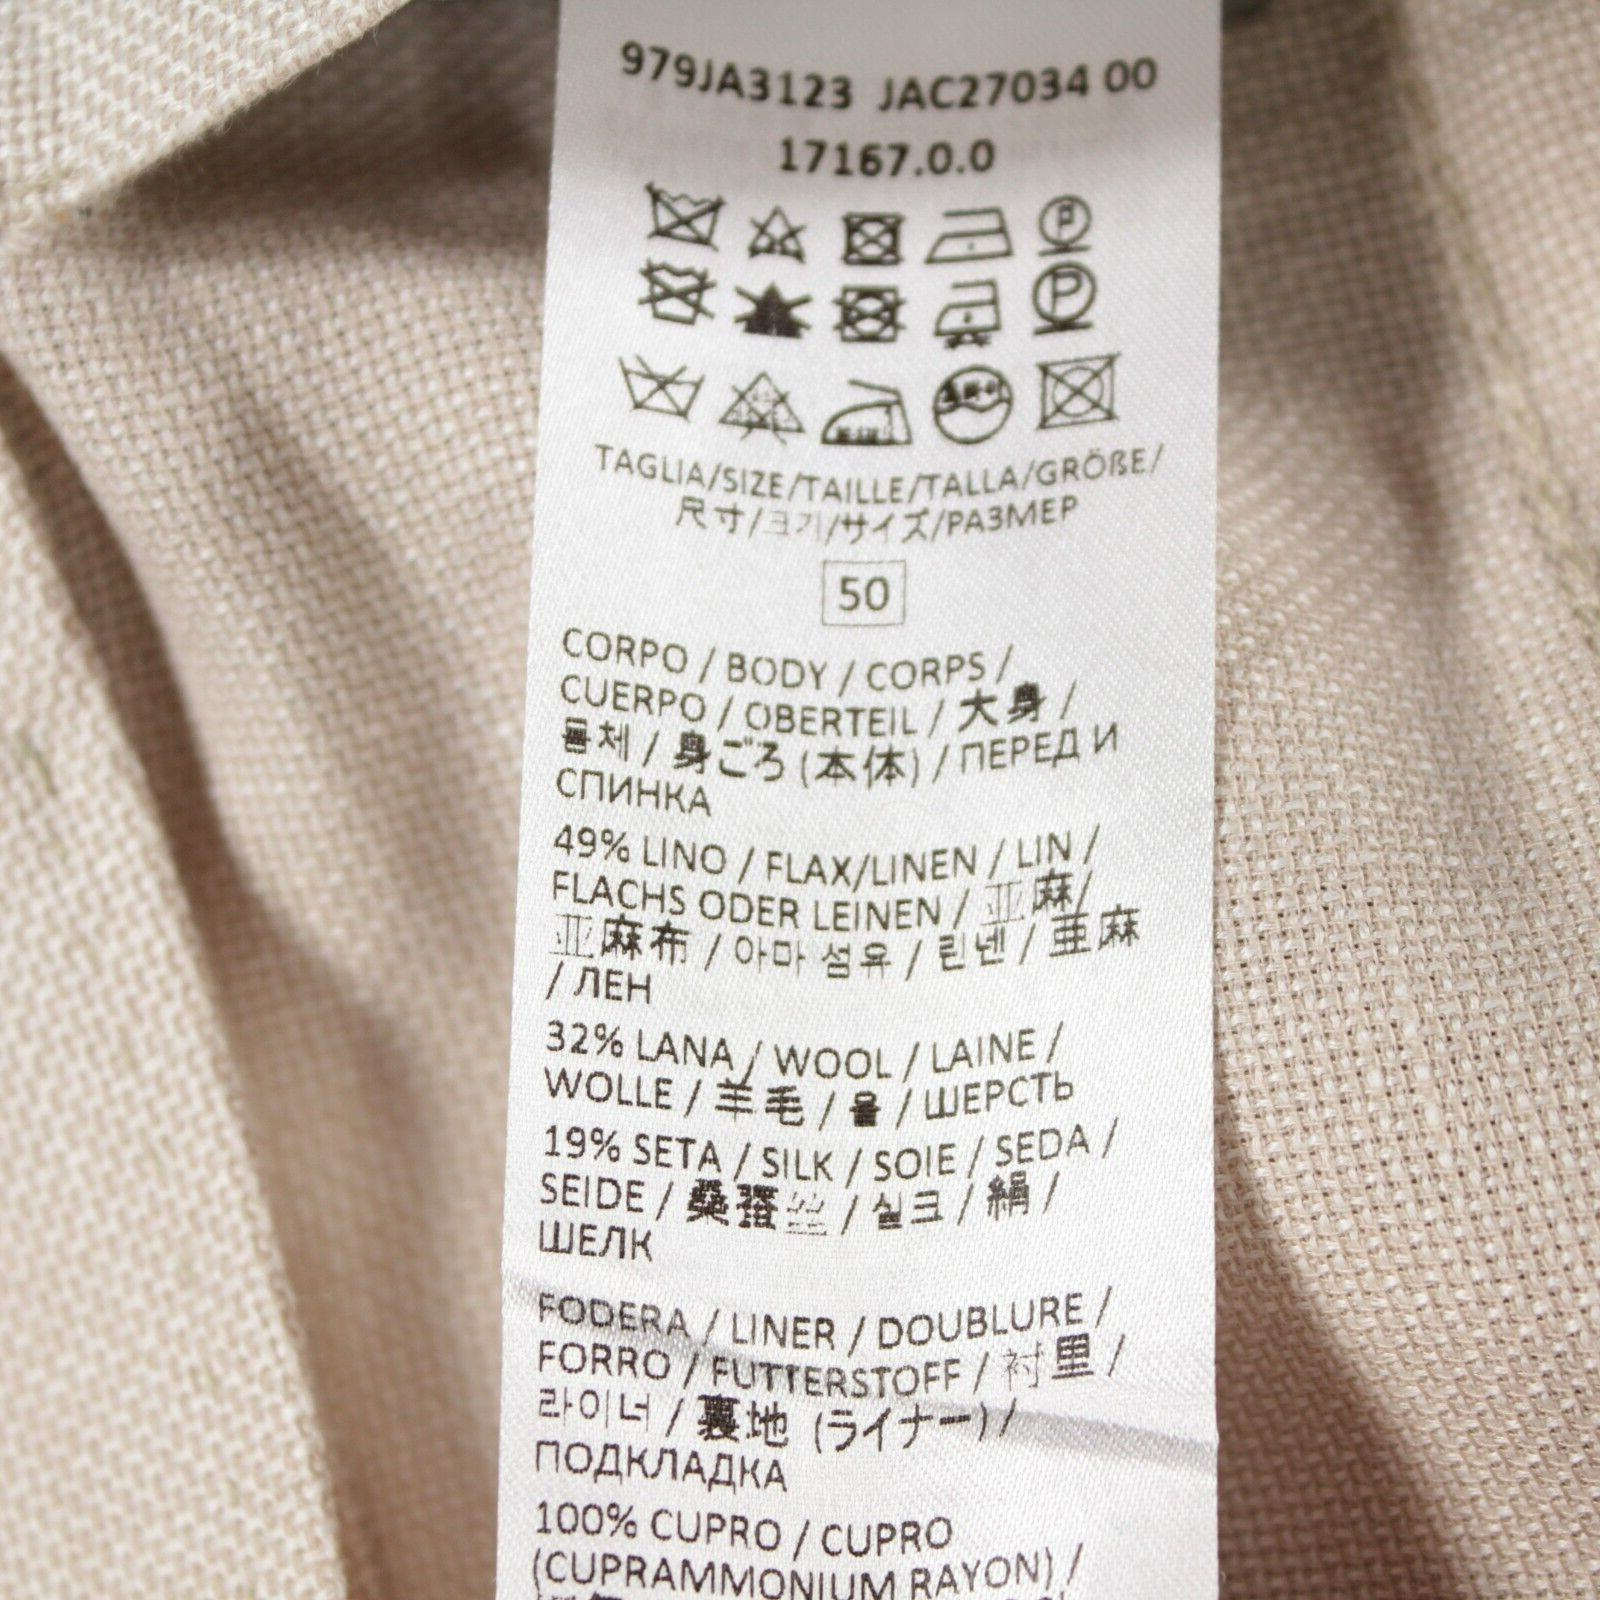 979JA3123 JAC27034 00
17167.0.0
TAGLIA/SIZE/TAILLE/TALLA/GRÖßE/
尺寸/크기/サイズ/РАЗМЕР
50
CORPO / BODY / CORPS /
CUERPO / OBERTEIL / 大身 /
몸체 / 身ごろ (本体) / ПЕРЕД И
СПИНКА
49% LINO / FLAX/LINEN / LIN /
FLACHS ODER LEINEN / 亚麻/
亚麻布 / 아마 섬유 / 린넨 / 亜麻
/ ЛЕН
32% LANA / WOOL / LAINE /
WOLLE / 羊毛 / 울 / ШЕРСТЬ
19% SETA / SILK / SOIE / SEDA /
SEIDE / 桑蚕丝 / 실크 / 絹 /
ШЕЛК
FODERA / LINER / DOUBLURE /
FORRO / FUTTERSTOFF / 衬里 /
라이너 / 裏地 (ライナー) /
ПОДКЛАДКА
100% CUPRO / CUPRO
(CUPRAMMONIUM RAYON) /